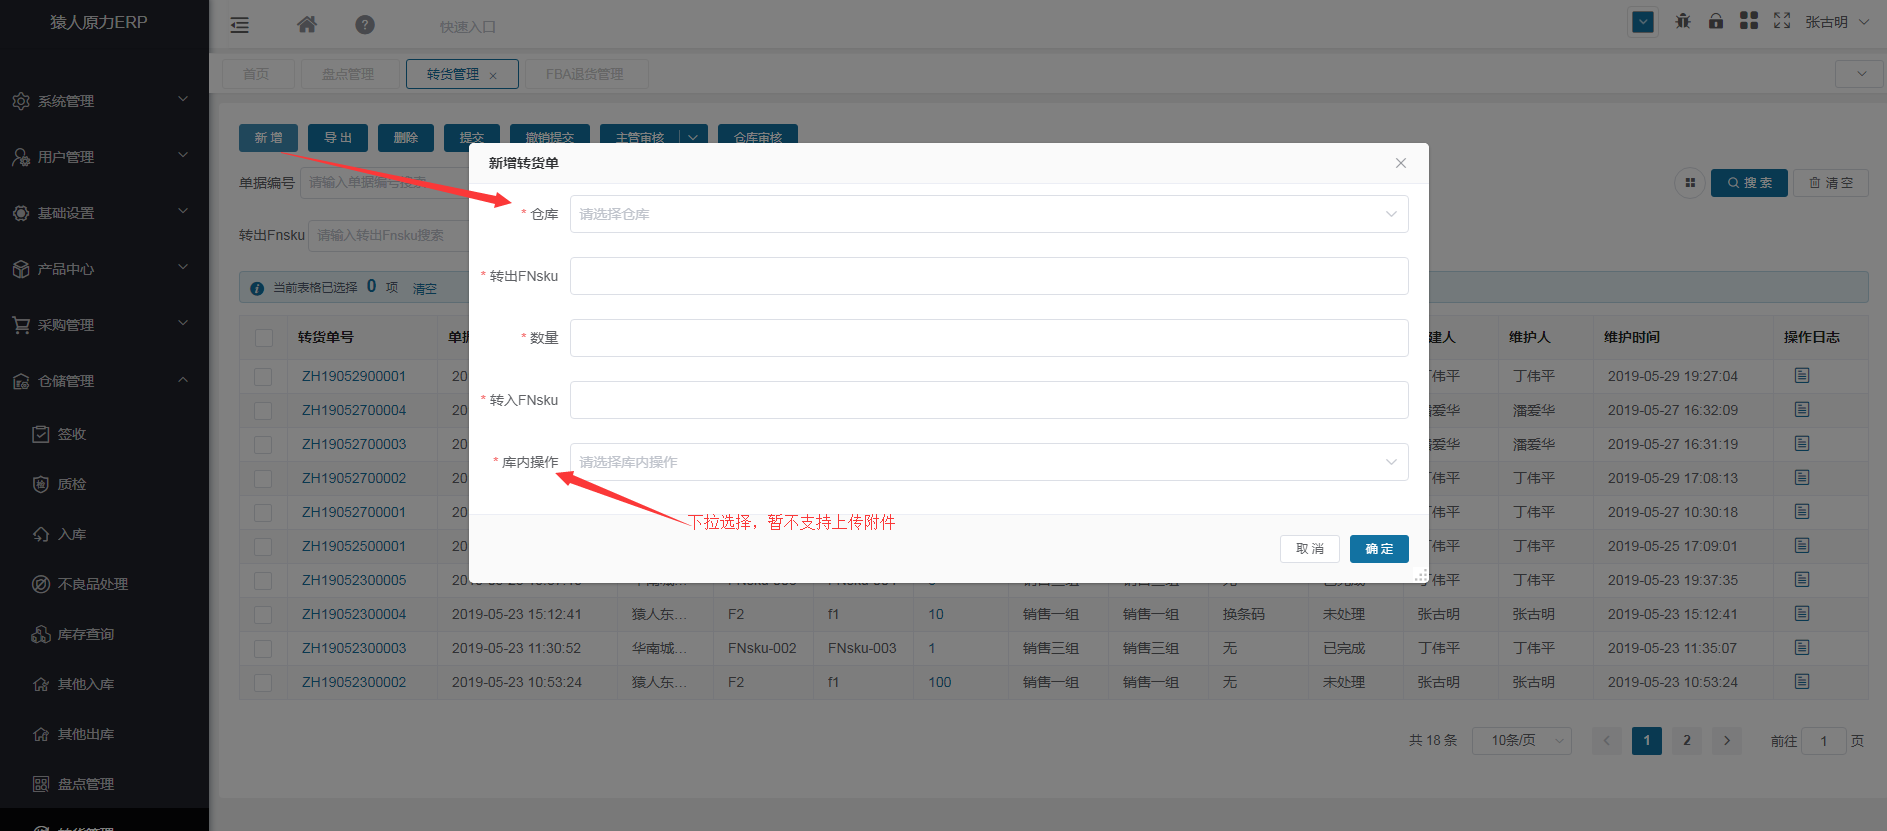 猿人原力ERP
快速入口
张古明
首页
盘点管理
转货管理 ×
FBA退货管理
系统管理
用户管理
基础设置
产品中心
采购管理
仓储管理
签收
质检
入库
不良品处理
库存查询
其他入库
其他出库
盘点管理
转货管理
新 增
导 出
删除
提交
撤销提交
主管审核
仓库审核
单据编号 请输入单据编号搜索
搜 索
清 空
转出Fnsku 请输入转出Fnsku搜索
当前表格已选择 0 项 清空
新增转货单
* 仓库 请选择仓库
* 转出FNsku
* 数量
* 转入FNsku
* 库内操作 请选择库内操作
下拉选择，暂不支持上传附件
取 消
确 定
转货单号 单据 建人 维护人 维护时间 操作日志
ZH19052900001 20 丁伟平 丁伟平 2019-05-29 19:27:04
ZH19052700004 20 潘爱华 潘爱华 2019-05-27 16:32:09
ZH19052700003 20 潘爱华 潘爱华 2019-05-27 16:31:19
ZH19052700002 20 丁伟平 丁伟平 2019-05-29 17:08:13
ZH19052700001 20 丁伟平 丁伟平 2019-05-27 10:30:18
ZH19052500001 20 丁伟平 丁伟平 2019-05-25 17:09:01
ZH19052300005 丁伟平 丁伟平 2019-05-23 19:37:35
ZH19052300004 2019-05-23 15:12:41 猿人东... F2 f1 10 销售一组 销售一组 换条码 未处理 张古明 张古明 2019-05-23 15:12:41
ZH19052300003 2019-05-23 11:30:52 华南城... FNsku-002 FNsku-003 1 销售三组 销售三组 无 已完成 丁伟平 丁伟平 2019-05-23 11:35:07
ZH19052300002 2019-05-23 10:53:24 猿人东... F2 f1 100 销售一组 销售一组 无 未处理 张古明 张古明 2019-05-23 10:53:24
共 18 条 10条/页 1 2 前往 1 页